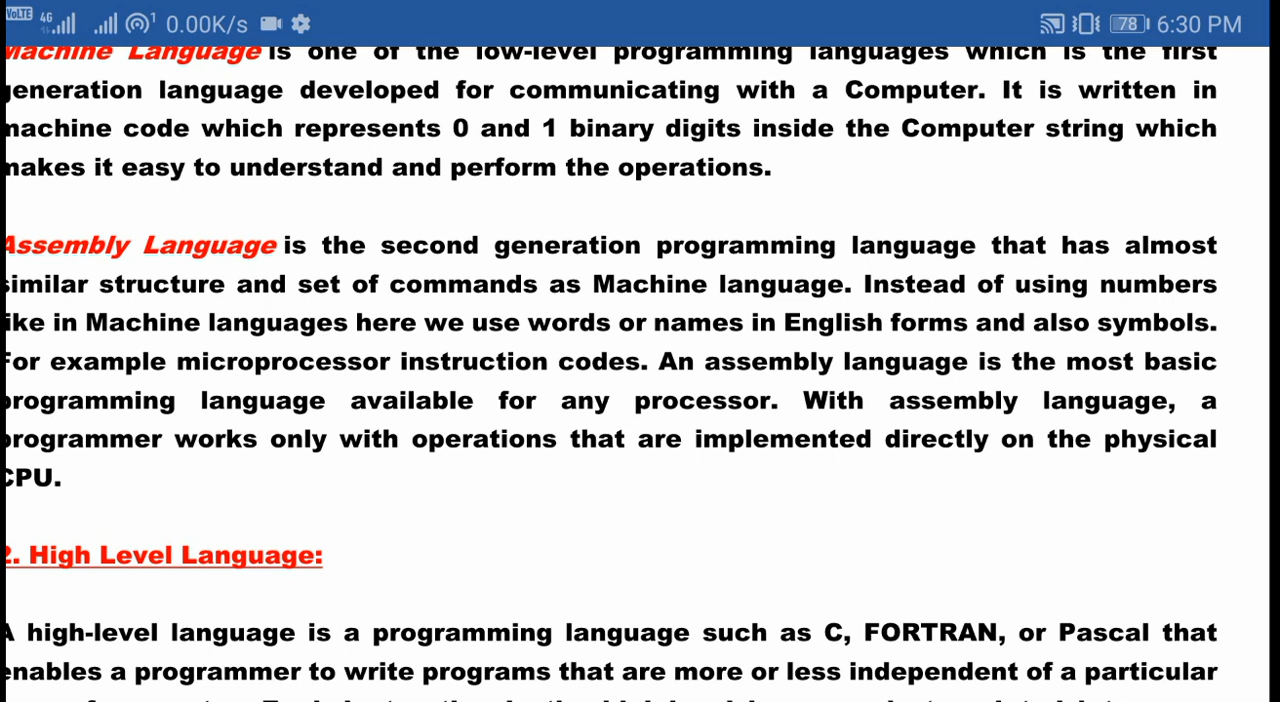 VoLTE 4G 1 0.00K/s 78 6:30 PM
Machine Language is one of the low-level programming languages which is the first
generation language developed for communicating with a Computer. It is written in
machine code which represents 0 and 1 binary digits inside the Computer string which
makes it easy to understand and perform the operations.
Assembly Language is the second generation programming language that has almost
similar structure and set of commands as Machine language. Instead of using numbers
like in Machine languages here we use words or names in English forms and also symbols.
For example microprocessor instruction codes. An assembly language is the most basic
programming language available for any processor. With assembly language, a
programmer works only with operations that are implemented directly on the physical
CPU.
2. High Level Language:
A high-level language is a programming language such as C, FORTRAN, or Pascal that
enables a programmer to write programs that are more or less independent of a particular